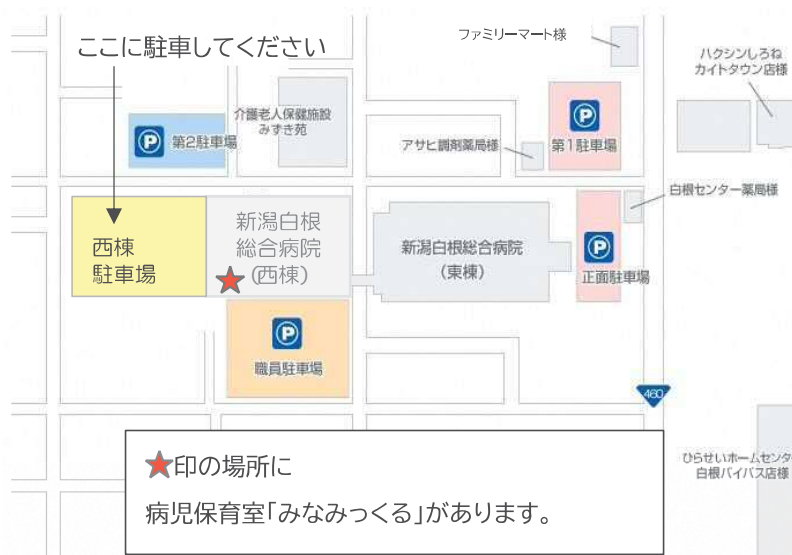 ここに駐車してください
ファミリーマート様
ハクシンしろね
カイトタウン店様
介護老人保健施設
みずき苑
P 第2駐車場
アサヒ調剤薬局様
P
第1駐車場
白根センター薬局様
西棟
駐車場
新潟白根
総合病院
(西棟)
新潟白根総合病院
(東棟)
P
正面駐車場
P
職員駐車場
460
★印の場所に
病児保育室「みなみっくる」があります。
ひらせいホームセンター
白根バイパス店様